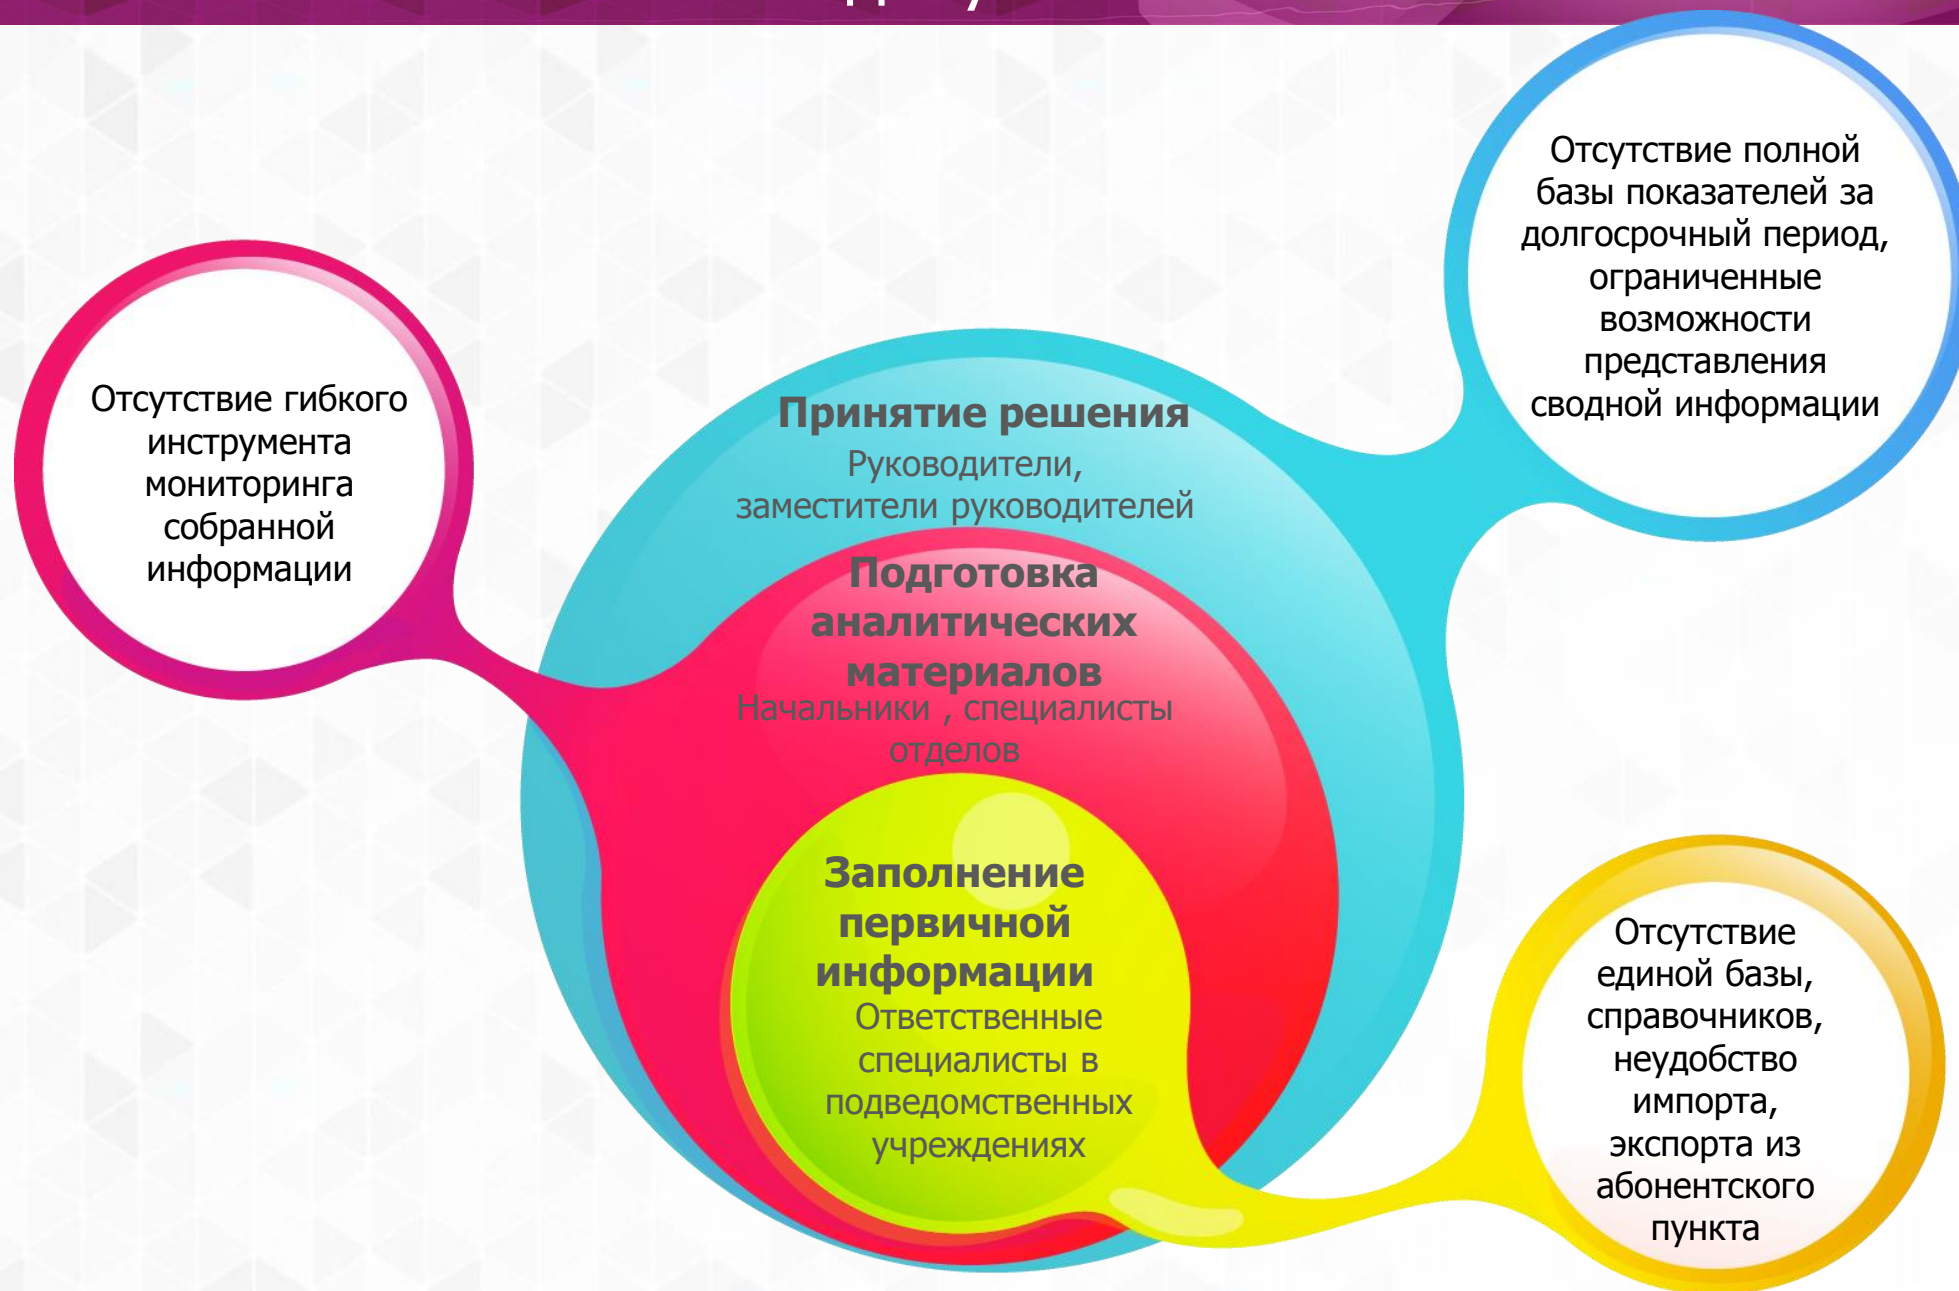 Отсутствие гибкого
инструмента
мониторинга
собранной
информации
Принятие решения
Руководители,
заместители руководителей
Подготовка
аналитических
материалов
Начальники , специалисты
отделов
Заполнение
первичной
информации
Ответственные
специалисты в
подведомственных
учреждениях
Отсутствие полной
базы показателей за
долгосрочный период,
ограниченные
возможности
представления
сводной информации
Отсутствие
единой базы,
справочников,
неудобство
импорта,
экспорта из
абонентского
пункта